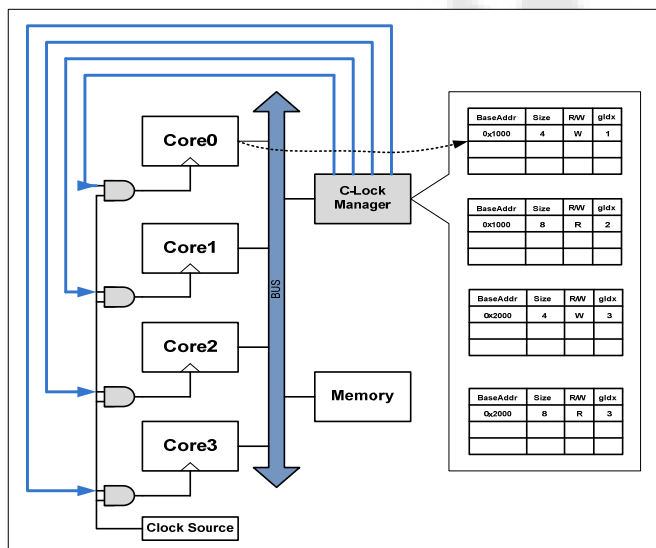 Core0
Core1
Core2
Core3
Clock Source
BUS
C-Lock
Manager
Memory
BaseAddr Size R/W gIdx
0x1000 4 W 1
BaseAddr Size R/W gIdx
0x1000 8 R 2
BaseAddr Size R/W gIdx
0x2000 4 W 3
BaseAddr Size R/W gIdx
0x2000 8 R 3